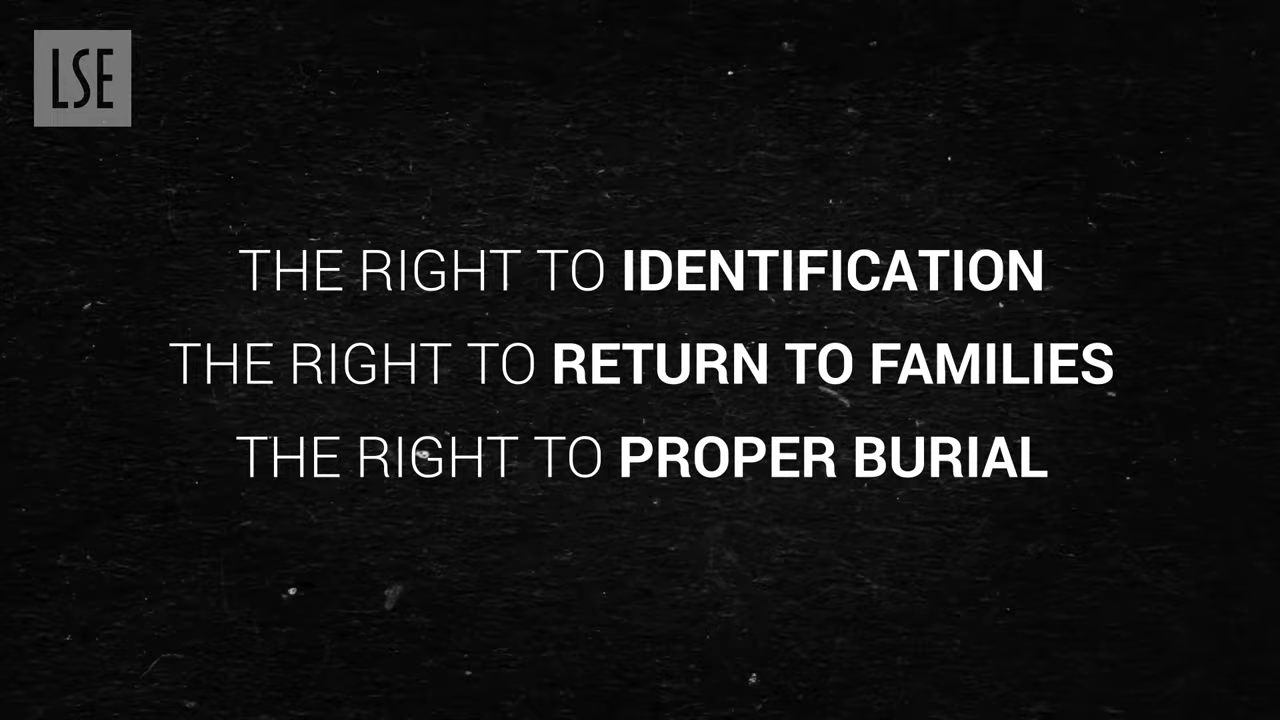 LSE
THE RIGHT TO IDENTIFICATION
THE RIGHT TO RETURN TO FAMILIES
THE RIGHT TO PROPER BURIAL